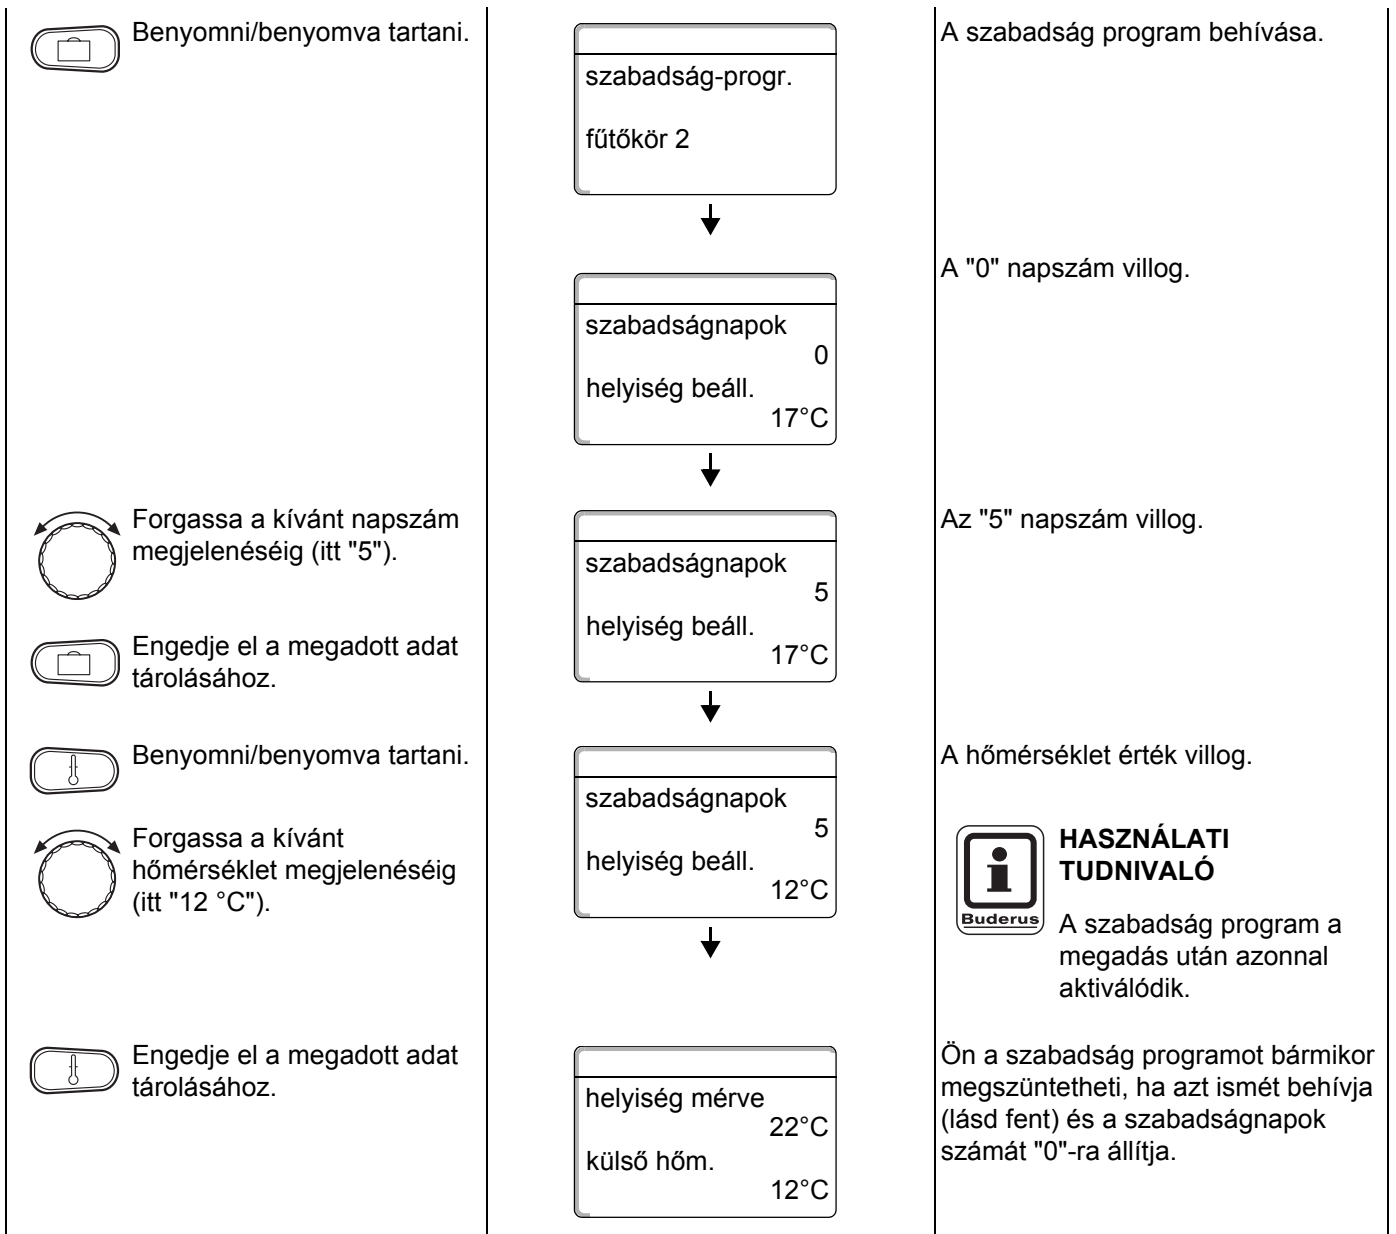 Benyomni/benyomva tartani.
szabadság-progr.
fűtőkör 2
A szabadság program behívása.
szabadságnapok
0
helyiség beáll.
17°C
A "0" napszám villog.
Forgassa a kívánt napszám
megjelenéséig (itt "5").
Engedje el a megadott adat
tárolásához.
szabadságnapok
5
helyiség beáll.
17°C
Az "5" napszám villog.
Benyomni/benyomva tartani.
Forgassa a kívánt
hőmérséklet megjelenéséig
(itt "12 °C").
szabadságnapok
5
helyiség beáll.
12°C
A hőmérséklet érték villog.
Buderus
HASZNÁLATI
TUDNIVALÓ
A szabadság program a
megadás után azonnal
aktiválódik.
Engedje el a megadott adat
tárolásához.
helyiség mérve
22°C
külső hőm.
12°C
Ön a szabadság programot bármikor
megszüntetheti, ha azt ismét behívja
(lásd fent) és a szabadságnapok
számát "0"-ra állítja.